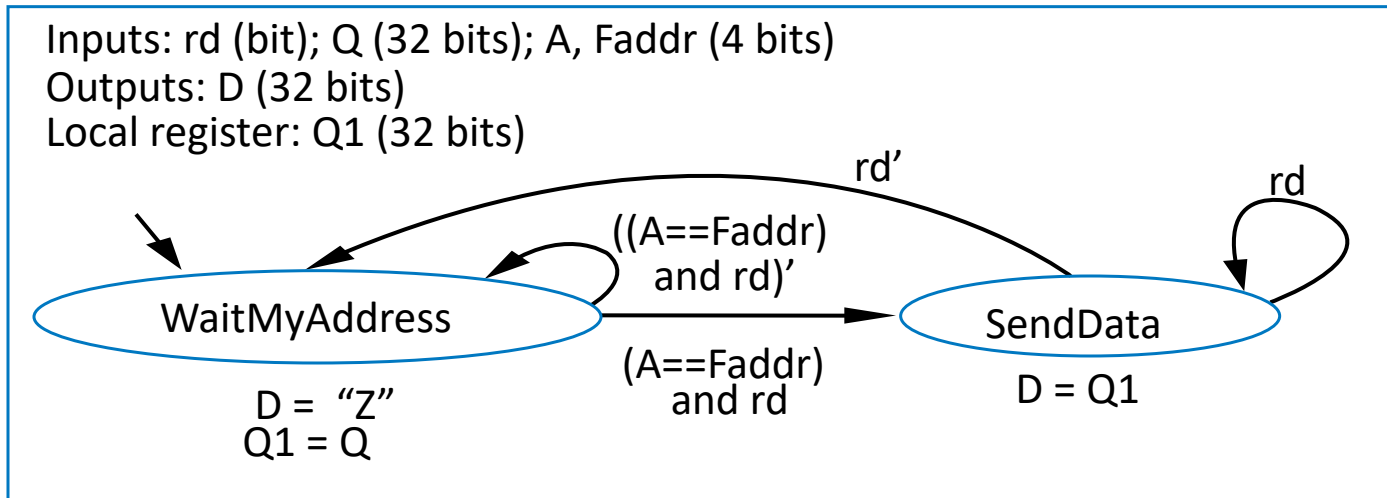 Inputs: rd (bit); Q (32 bits); A, Faddr (4 bits)
Outputs: D (32 bits)
Local register: Q1 (32 bits)
rd’
rd
((A==Faddr)
and rd)’
WaitMyAddress
SendData
(A==Faddr)
and rd
D = “Z”
Q1 = Q
D = Q1